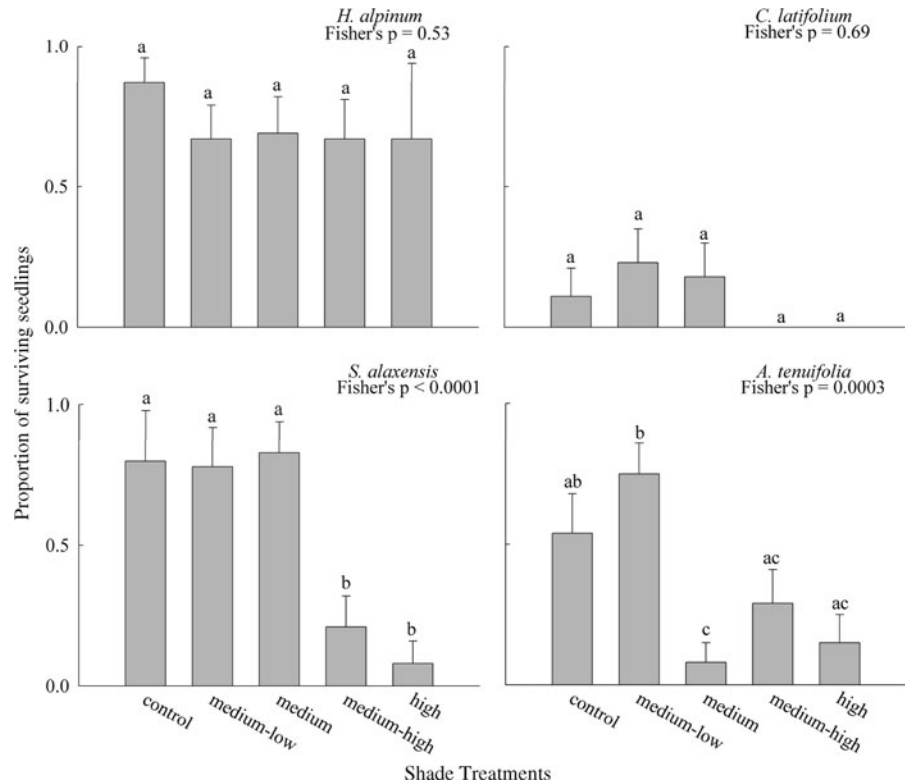 H. alpinum
Fisher's p = 0.53
C. latifolium
Fisher's p = 0.69
1.0
a
a
a
a
a
0.5
a
a
a
a
a
0.0
S. alaxensis
Fisher's p < 0.0001
A. tenuifolia
Fisher's p = 0.0003
1.0
a
a
a
b
b
0.5
ab
b
c
ac
ac
0.0
Proportion of surviving seedlings
control
medium-low
medium
medium-high
high
control
medium-low
medium
medium-high
high
Shade Treatments